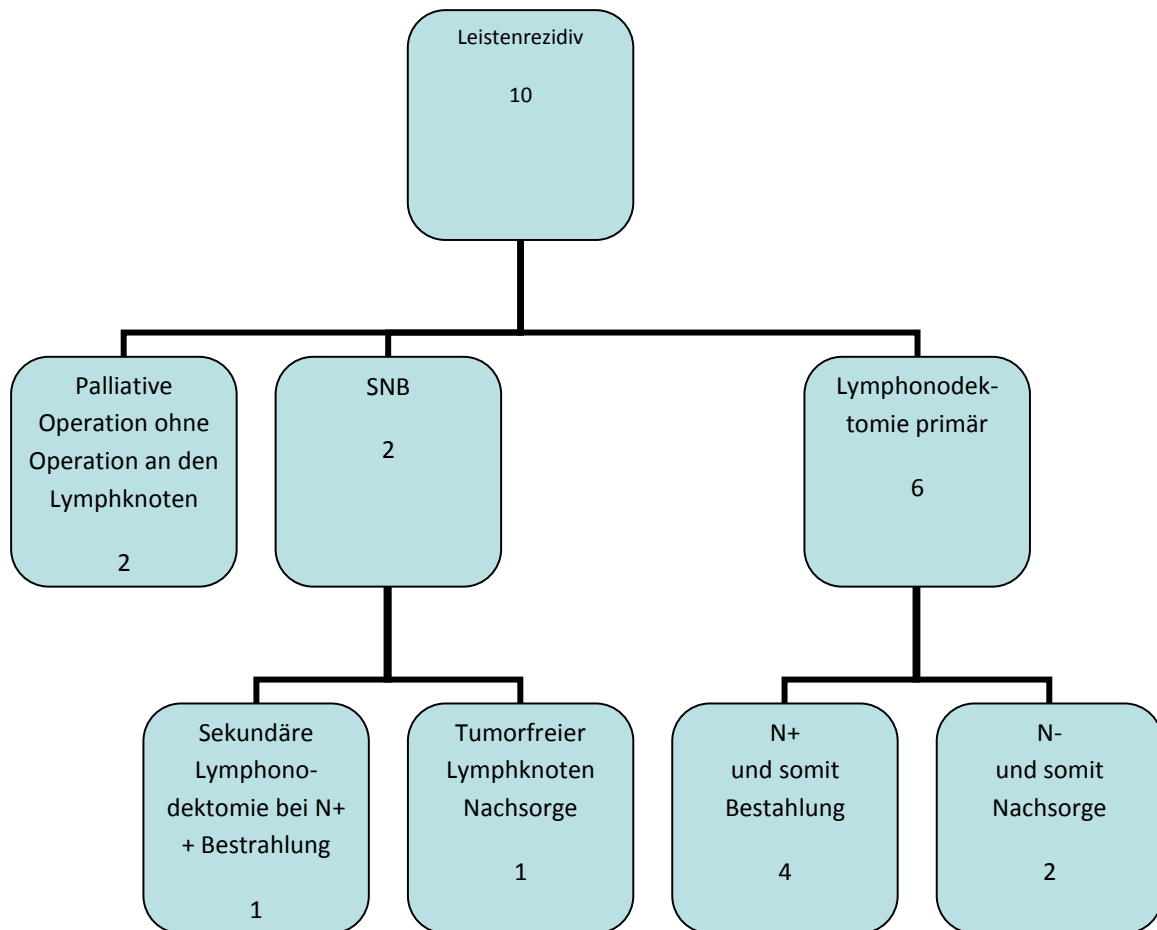 Leistenrezidiv
10
Palliative
Operation ohne
Operation an den
Lymphknoten
2
SNB
2
Lymphonodek-
tomie primär
6
Sekundäre
Lymphono-
dektomie bei N+
+ Bestrahlung
1
Tumorfreier
Lymphknoten
Nachsorge
1
N+
und somit
Bestahlung
4
N-
und somit
Nachsorge
2